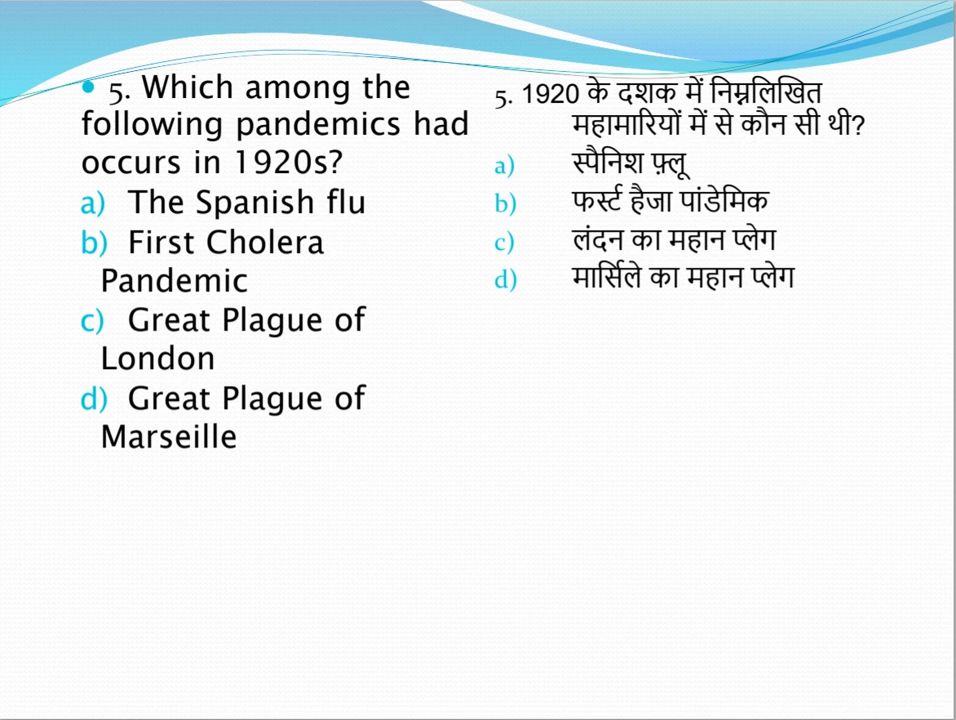 5. Which among the
following pandemics had
occurs in 1920s?
a) The Spanish flu
b) First Cholera
Pandemic
c) Great Plague of
London
d) Great Plague of
Marseille
5. 1920 के दशक में निम्नलिखित
महामारियों में से कौन सी थी?
a) स्पैनिश फ़्लू
b) फर्स्ट हैजा पांडेमिक
c) लंदन का महान प्लेग
d) मार्सिले का महान प्लेग